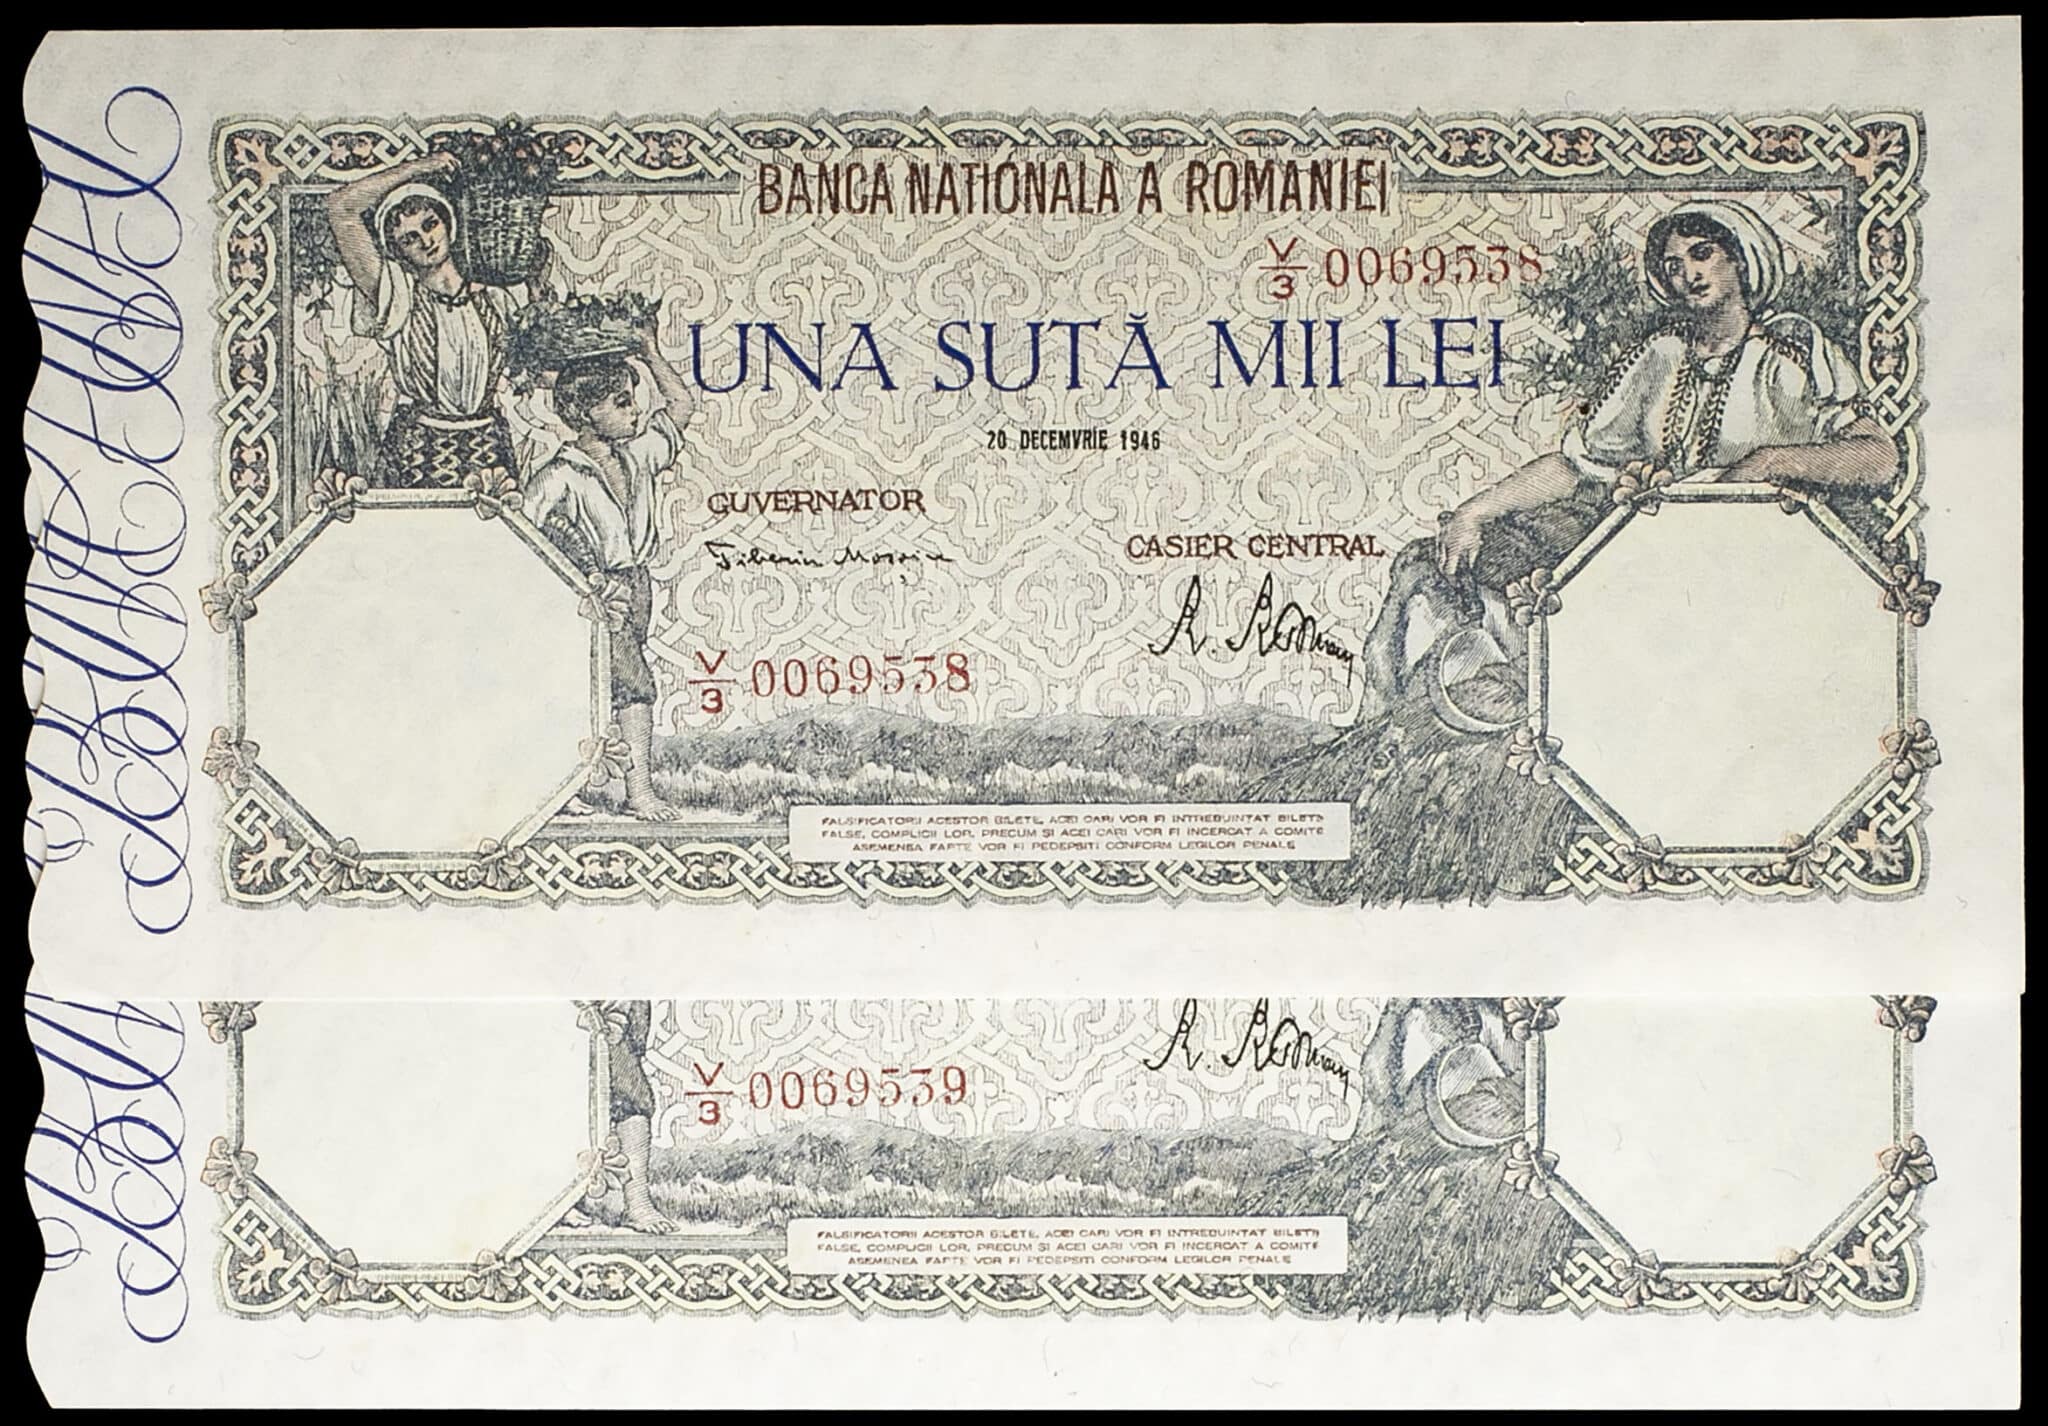 BANCA NATIONALA A ROMANIEI
V/3 0069538
UNA SUTĂ MII LEI
20 DECEMVRIE 1946
GUVERNATOR
CASIER CENTRAL
V/3 0069538
FALSIFICATORII ACESTOR BILETE, ACEI CARI VOR FI INTREBUINTAT BILETE
FALSE, COMPLICII LOR, PRECUM ȘI ACEI CARI VOR FI INCERCAT A COMITE
ASEMENEA FAPTE VOR FI PEDEPSITI CONFORM LEGILOR PENALE
V/3 0069539
FALSIFICATORII ACESTOR BILETE, ACEI CARI VOR FI INTREBUINTAT BILETE
FALSE, COMPLICII LOR, PRECUM ȘI ACEI CARI VOR FI INCERCAT A COMITE
ASEMENEA FAPTE VOR FI PEDEPSITI CONFORM LEGILOR PENALE